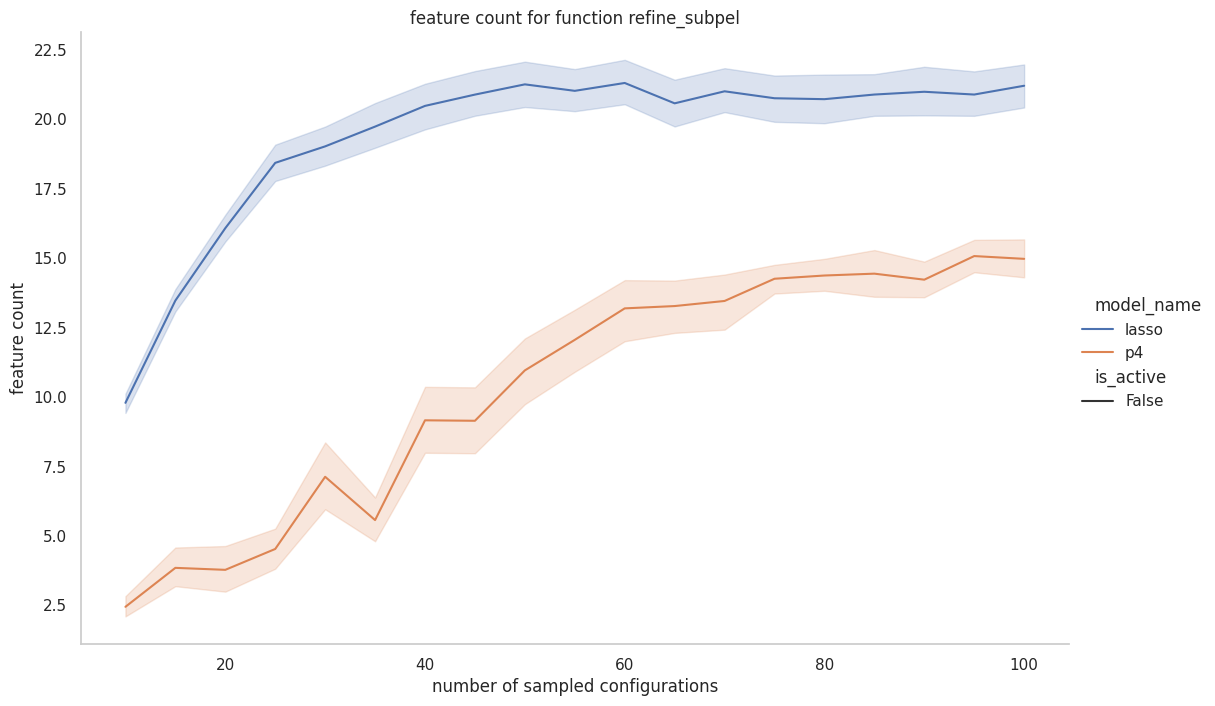 feature count for function refine_subpel
22.5
20.0
17.5
15.0
12.5
10.0
7.5
5.0
2.5
feature count
20
40
60
80
100
number of sampled configurations
model_name
lasso
p4
is_active
False